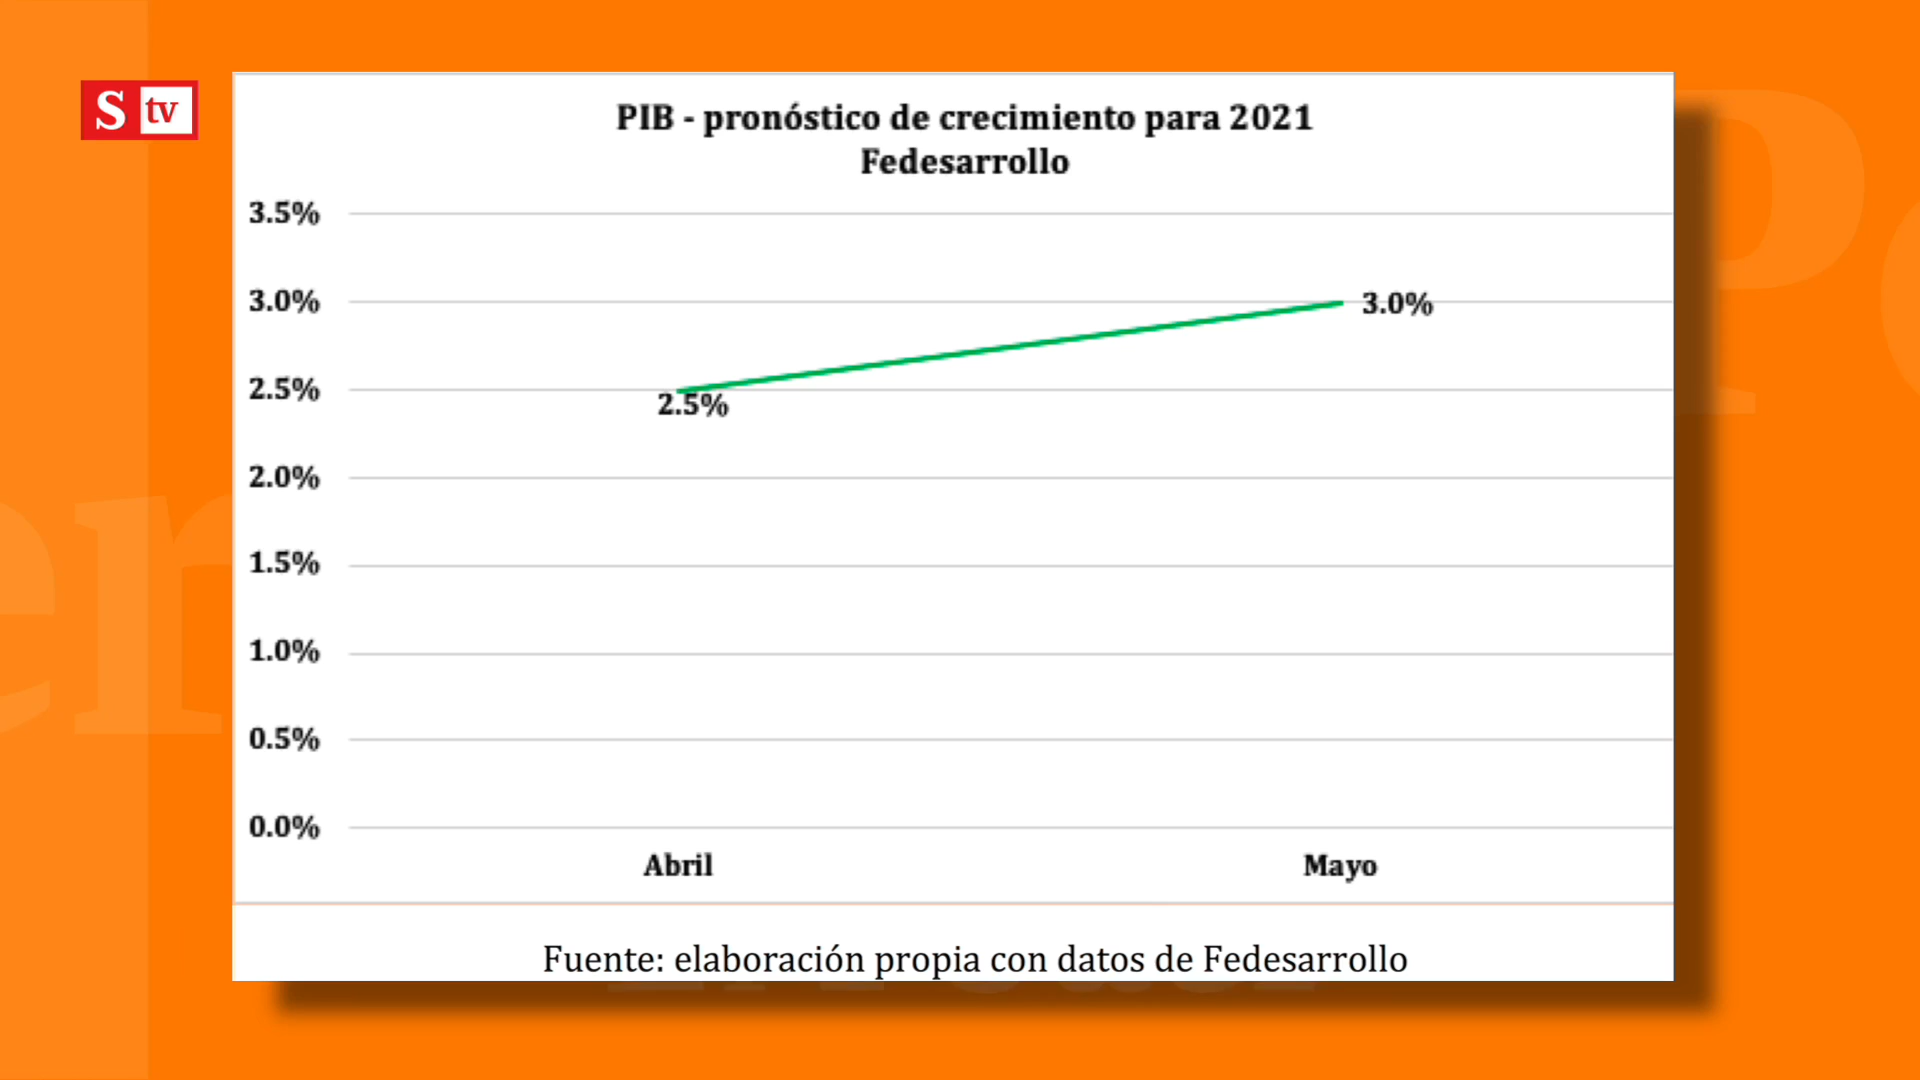 S tv
PIB - pronóstico de crecimiento para 2021
Fedesarrollo
3.5%
3.0%
3.0%
2.5%
2.5%
2.0%
1.5%
1.0%
0.5%
0.0%
Abril
Mayo
Fuente: elaboración propia con datos de Fedesarrollo